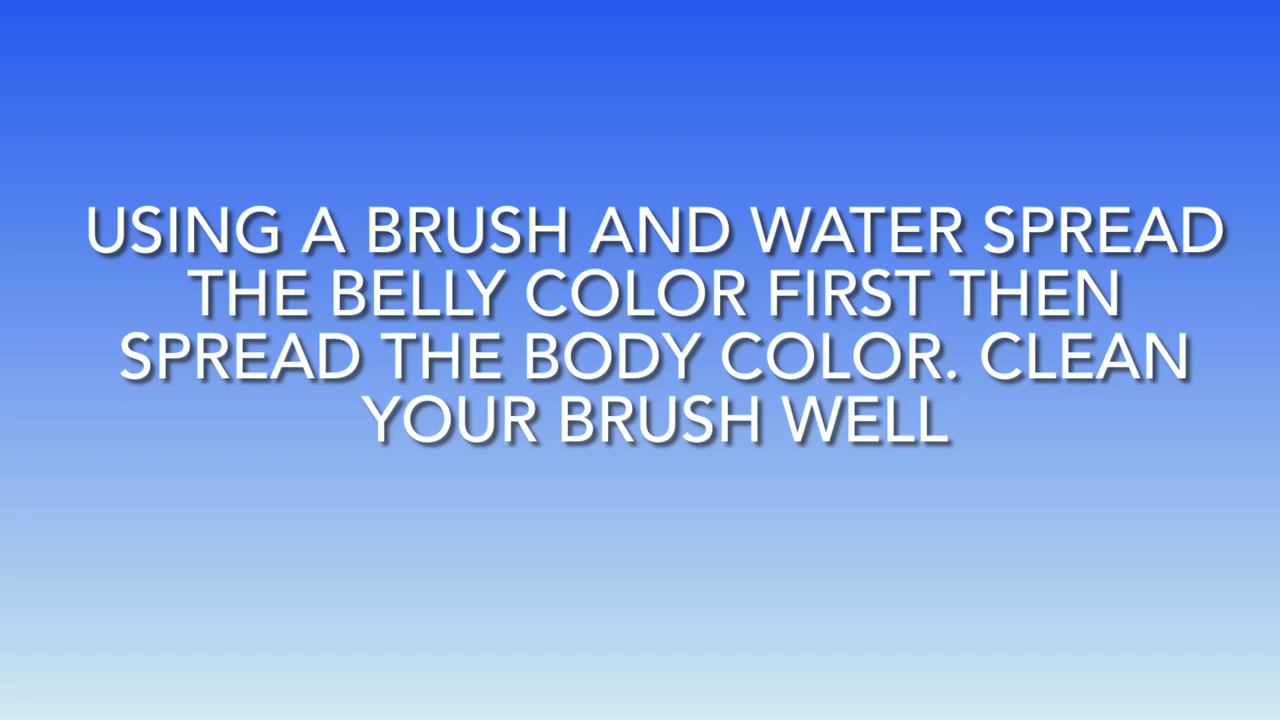 USING A BRUSH AND WATER SPREAD
THE BELLY COLOR FIRST THEN
SPREAD THE BODY COLOR. CLEAN
YOUR BRUSH WELL